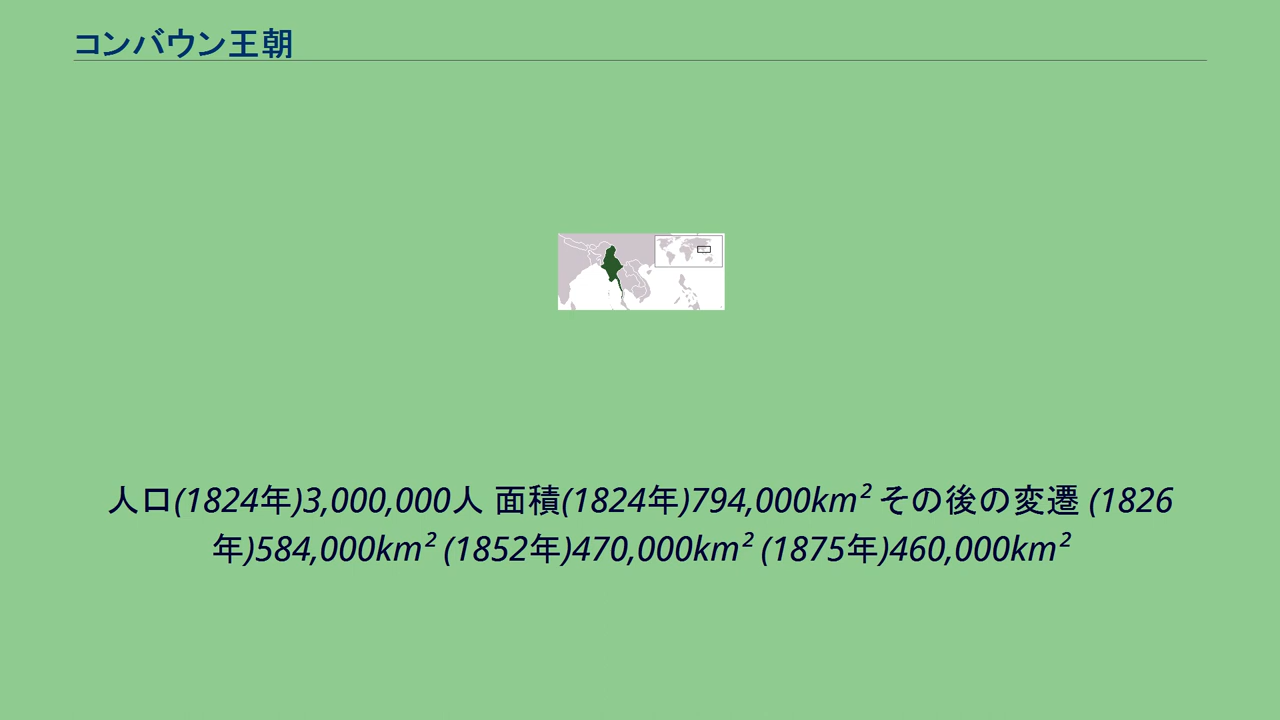 コンバウン王朝
人口(1824年)3,000,000人 面積(1824年)794,000km² その後の変遷 (1826
年)584,000km² (1852年)470,000km² (1875年)460,000km²